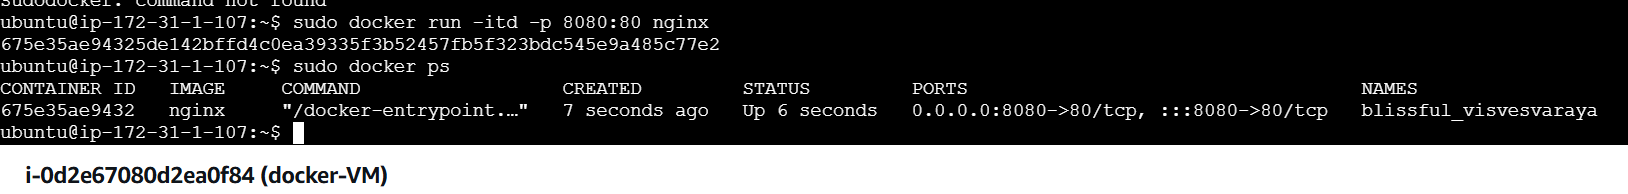 sudodocker: command not found
ubuntu@ip-172-31-1-107:~$ sudo docker run -itd -p 8080:80 nginx
675e35ae94325de142bffd4c0ea39335f3b52457fb5f323bdc545e9a485c77e2
ubuntu@ip-172-31-1-107:~$ sudo docker ps
CONTAINER ID   IMAGE     COMMAND                  CREATED         STATUS         PORTS                                   NAMES
675e35ae9432   nginx     "/docker-entrypoint.…"   7 seconds ago   Up 6 seconds   0.0.0.0:8080->80/tcp, :::8080->80/tcp   blissful_visvesvaraya
ubuntu@ip-172-31-1-107:~$
i-0d2e67080d2ea0f84 (docker-VM)